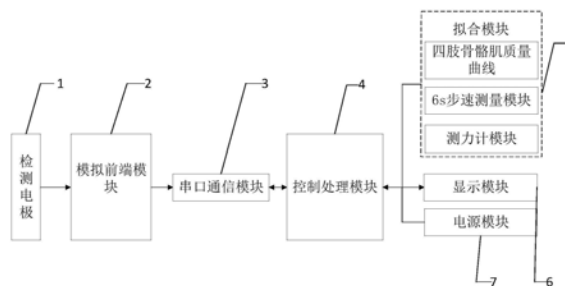 1
2
3
4
检测电极
模拟前端模
块
串口通信模块
控制处理模块
拟合模块
四肢骨骼肌质量
曲线
6s步速测量模块
测力计模块
显示模块
电源模块
7
6